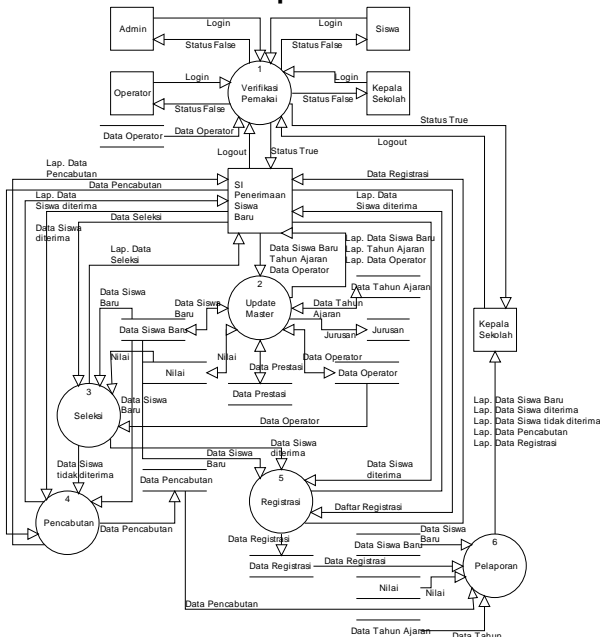 Admin
Login
Status False
Login
Status False
Siswa
Operator
Login
Status False
1
Verifikasi
Pemakai
Login
Status False
Kepala
Sekolah
Data Operator
Data Operator
Status True
Logout
Logout
Status True
Lap. Data
Pencabutan
Data Pencabutan
Lap. Data
Siswa diterima
Data Seleksi
Data Siswa
diterima
Lap. Data
Seleksi
SI
Penerimaan
Siswa
Baru
Data Registrasi
Lap. Data
Siswa diterima
Data Siswa Baru
Tahun Ajaran
Data Operator
Lap. Data Siswa Baru
Lap. Tahun Ajaran
Lap. Data Operator
2
Update
Master
Data Tahun Ajaran
Data Tahun
Ajaran
Data Siswa
Baru
Data Siswa
Baru
Data Siswa Baru
Jurusan
Jurusan
Kepala
Sekolah
Nilai
Nilai
Data Prestasi
Data Prestasi
Data Operator
Data Operator
3
Seleksi
Data Siswa
Baru
Data Operator
Lap. Data Siswa Baru
Lap. Data Siswa diterima
Lap. Data Siswa tidak diterima
Lap. Data Pencabutan
Lap. Data Registrasi
Data Siswa
tidak diterima
Data Siswa
Baru
Data Siswa
diterima
Data Siswa
diterima
4
Pencabutan
Data Pencabutan
Data Pencabutan
5
Registrasi
Daftar Registrasi
Data Registrasi
Data Registrasi
Data Registrasi
Data Siswa
Baru
Data Siswa Baru
6
Pelaporan
Nilai
Nilai
Data Pencabutan
Data Tahun Ajaran
Data Tahun